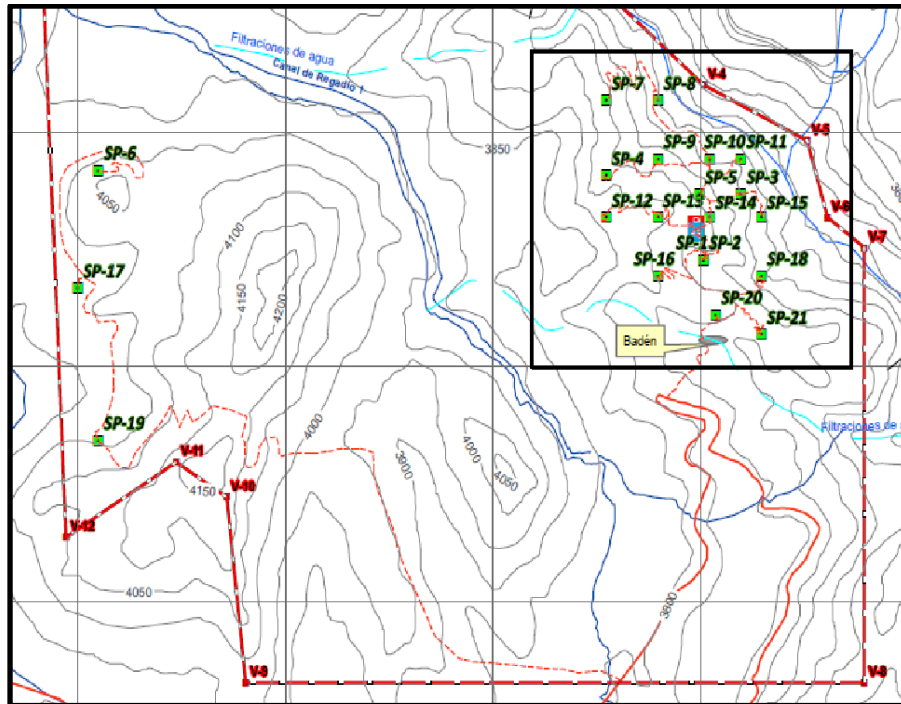 Filtraciones de agua
Canal de Regadío 1
V-4
SP-7
SP-8
V-5
3850
SP-9
SP-10
SP-11
SP-6
SP-4
4050
SP-5
SP-3
SP-12
SP-13
SP-14
SP-15
V-6
4100
V-7
SP-1
SP-2
SP-17
SP-16
SP-18
4150
4200
SP-20
SP-21
Badén
4000
SP-19
Filtraciones de
V-11
3900
4000
4050
4150
V-10
V-12
4050
3800
V-9
V-8